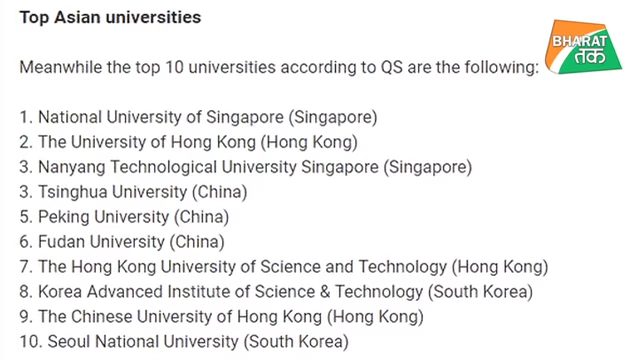 Top Asian universities
BHARAT
तक
Meanwhile the top 10 universities according to QS are the following:
1. National University of Singapore (Singapore)
2. The University of Hong Kong (Hong Kong)
3. Nanyang Technological University Singapore (Singapore)
3. Tsinghua University (China)
5. Peking University (China)
6. Fudan University (China)
7. The Hong Kong University of Science and Technology (Hong Kong)
8. Korea Advanced Institute of Science & Technology (South Korea)
9. The Chinese University of Hong Kong (Hong Kong)
10. Seoul National University (South Korea)